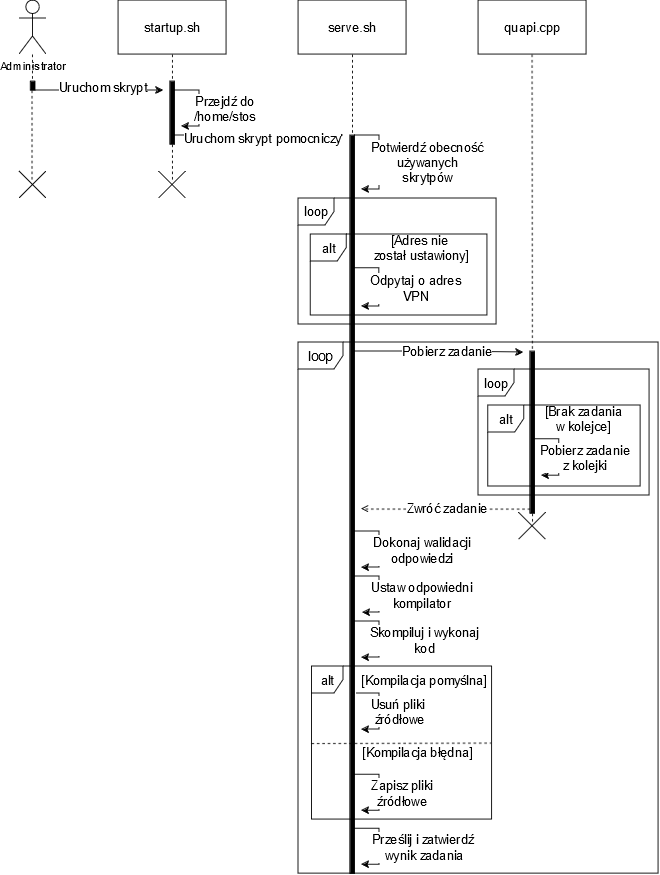 startup.sh
serve.sh
quapi.cpp
Administrator
Uruchom skrypt
Przejdź do
/home/stos
Uruchom skrypt pomocniczy
Potwierdź obecność
używanych
skrytpów
loop
alt
[Adres nie
został ustawiony]
Odpytaj o adres
VPN
loop
Pobierz zadanie
loop
alt
[Brak zadania
w kolejce]
Pobierz zadanie
z kolejki
Zwróć zadanie
Dokonaj walidacji
odpowiedzi
Ustaw odpowiedni
kompilator
Skompiluj i wykonaj
kod
alt
[Kompilacja pomyślna]
Usuń pliki
źródłowe
[Kompilacja błędna]
Zapisz pliki
źródłowe
Prześlij i zatwierdź
wynik zadania